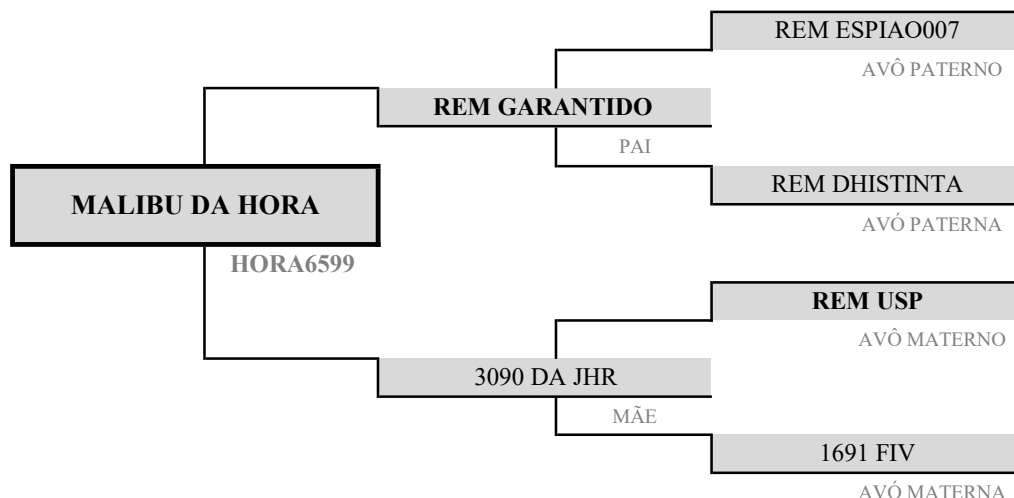 REM ESPIAO007
AVÔ PATERNO
REM GARANTIDO
PAI
REM DHISTINTA
AVÓ PATERNA
MALIBU DA HORA
HORA6599
REM USP
AVÔ MATERNO
3090 DA JHR
MÃE
1691 FIV
AVÓ MATERNA